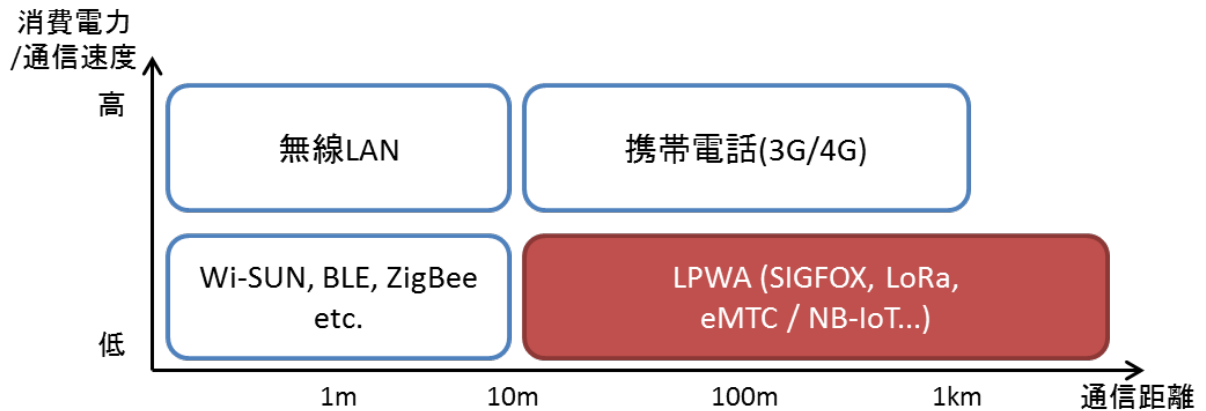 消費電力
/通信速度
高
無線LAN
携帯電話(3G/4G)
Wi-SUN, BLE, ZigBee
etc.
LPWA (SIGFOX, LoRa,
eMTC / NB-IoT...)
低
1m
10m
100m
1km
通信距離